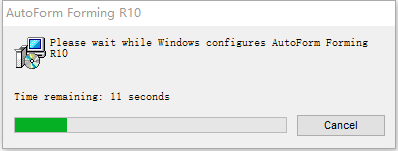 AutoForm Forming R10
Please wait while Windows configures AutoForm Forming
R10
Time remaining: 11 seconds
Cancel